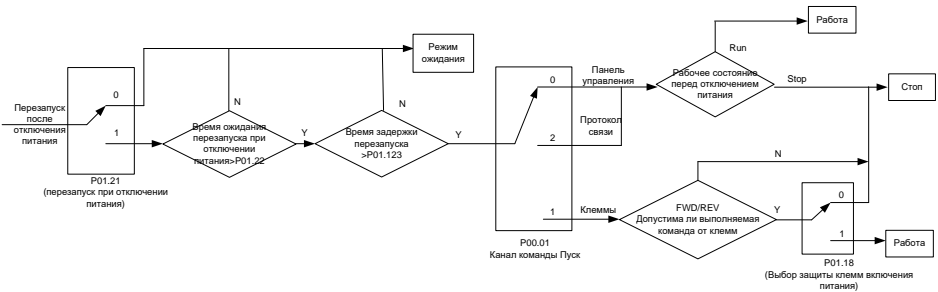 Перезапуск
после
отключения
питания
0
1
P01.21
(перезапуск при отключении
питания)
Режим
ожидания
N
Время ожидания
перезапуска при
отключении
питания>P01.22
Y
N
Время задержки
перезапуска
>P01.123
Y
0
2
1
P00.01
Канал команды Пуск
Панель
управления
Протокол
связи
Клеммы
Работа
Run
Рабочее состояние
перед отключением
питания
Stop
Стоп
N
FWD/REV
Допустима ли выполняемая
команда от клемм
Y
0
1
Работа
P01.18
(Выбор защиты клемм включения
питания)